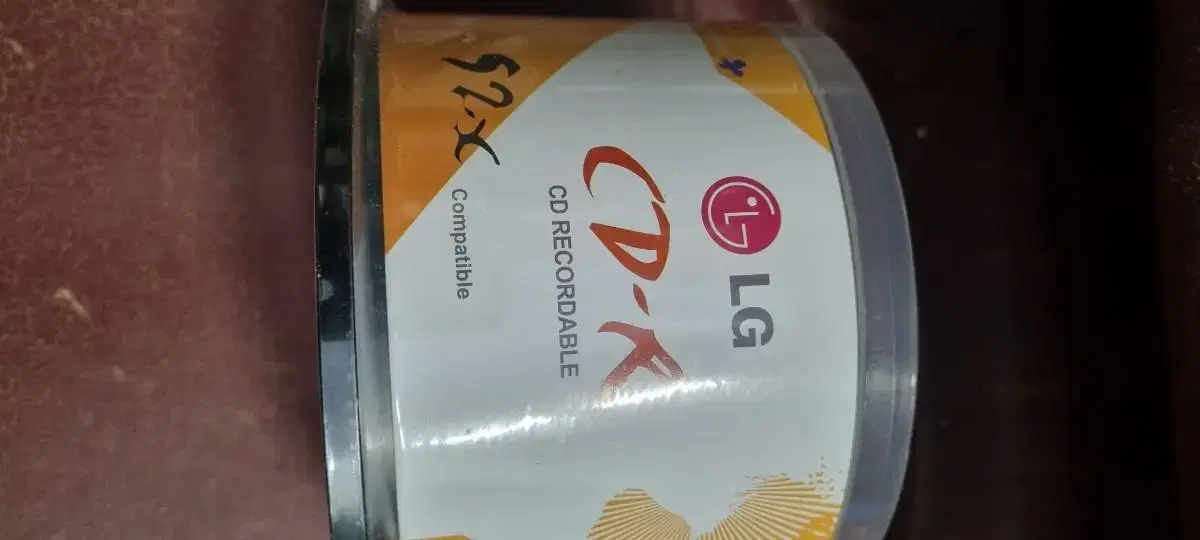 LG
CD-R
CD RECORDABLE
52x
Compatible